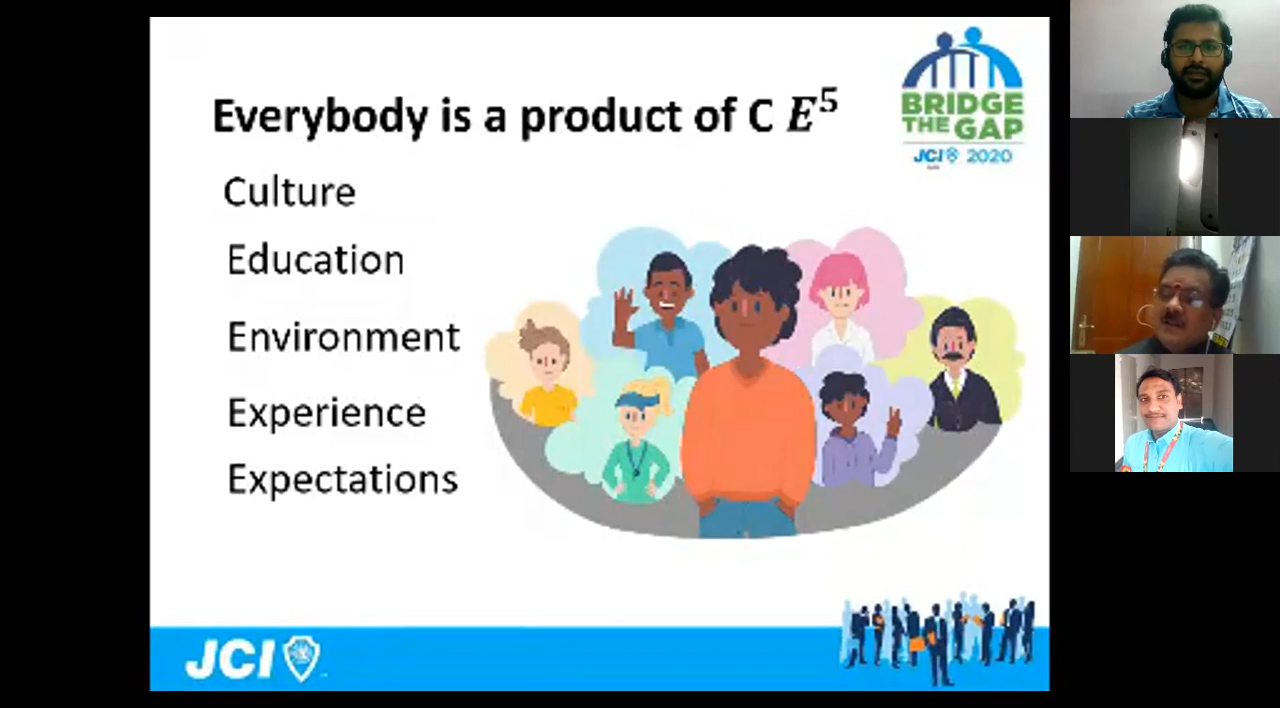 Everybody is a product of C E⁵
BRIDGE
THE GAP
JCI 2020
Culture
Education
Environment
Experience
Expectations
JCI